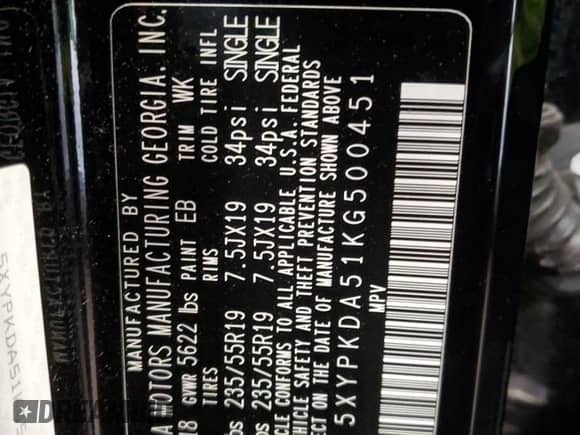 MANUFACTURED BY
A MOTORS MANUFACTURING GEORGIA, INC.
18 GVWR 5622 lbs PAINT EB TRIM WK
TIRES RIMS COLD TIRE INFL
235/55R19 7.5JX19 34psi SINGLE
235/55R19 7.5JX19 34psi SINGLE
CLE CONFORMS TO ALL APPLICABLE U.S.A. FEDERAL
SAFETY AND THEFT PREVENTION STANDARDS
ON THE DATE OF MANUFACTURE SHOWN ABOVE
5XYPKDA51KG500451
MPV
5XYPKDA51